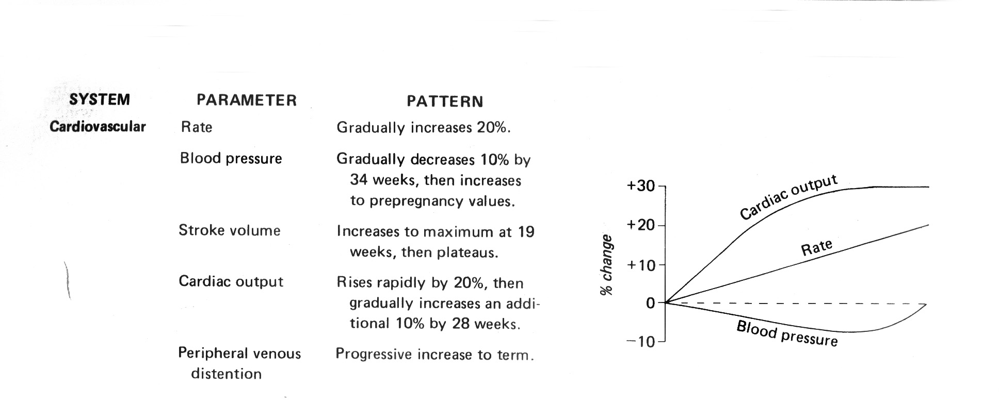 SYSTEM PARAMETER PATTERN
Cardiovascular Rate Gradually increases 20%.
Blood pressure Gradually decreases 10% by
34 weeks, then increases
to prepregnancy values.
Stroke volume Increases to maximum at 19
weeks, then plateaus.
Cardiac output Rises rapidly by 20%, then
gradually increases an addi-
tional 10% by 28 weeks.
Peripheral venous Progressive increase to term.
distention
% change
+30
+20
+10
0
−10
Cardiac output
Rate
Blood pressure